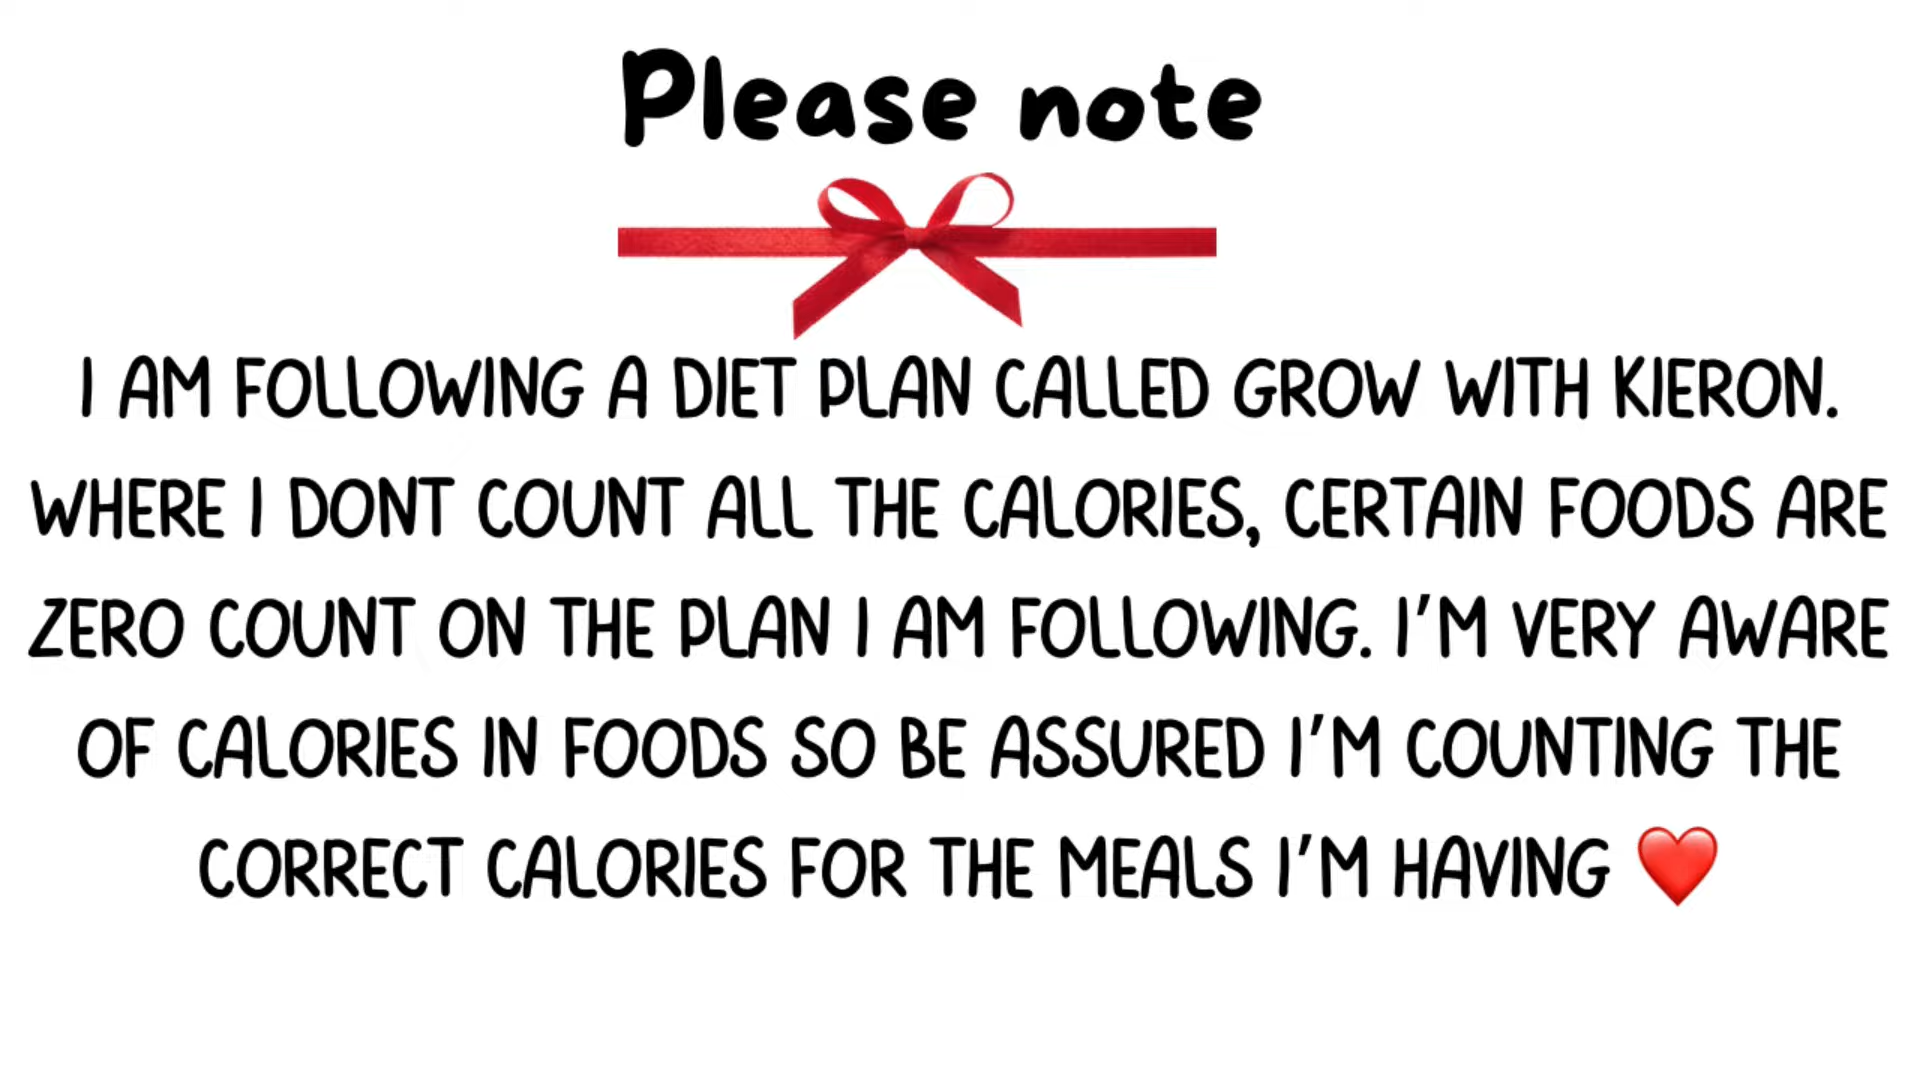 Please note
I AM FOLLOWING A DIET PLAN CALLED GROW WITH KIERON.
WHERE I DONT COUNT ALL THE CALORIES, CERTAIN FOODS ARE
ZERO COUNT ON THE PLAN I AM FOLLOWING. I'M VERY AWARE
OF CALORIES IN FOODS SO BE ASSURED I'M COUNTING THE
CORRECT CALORIES FOR THE MEALS I'M HAVING ❤️